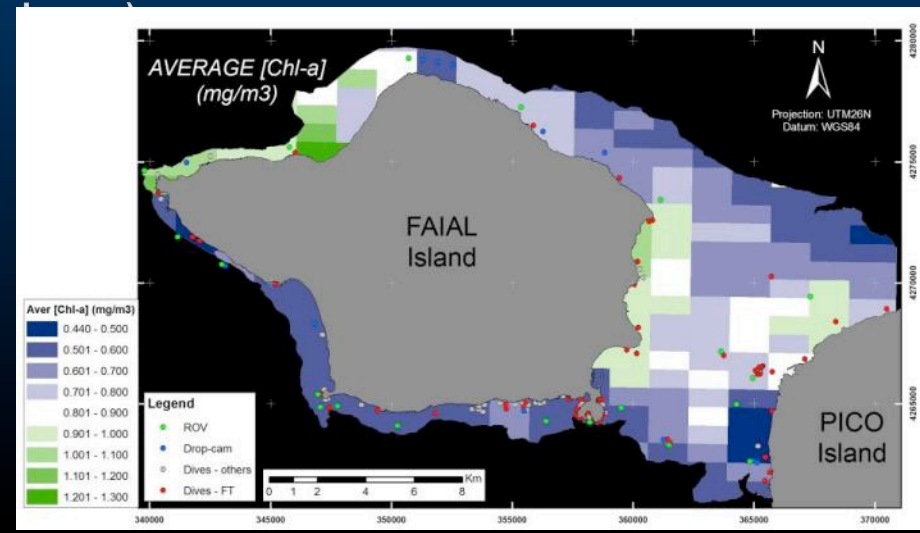 AVERAGE [Chl-a]
(mg/m3)
N
Projection: UTM26N
Datum: WGS84
4280000
4275000
4270000
4265000
FAIAL
Island
PICO
Island
Aver [Chl-a] (mg/m3)
0.440 - 0.500
0.501 - 0.600
0.601 - 0.700
0.701 - 0.800
0.801 - 0.900
0.901 - 1.000
1.001 - 1.100
1.101 - 1.200
1.201 - 1.300
Legend
ROV
Drop-cam
Dives - others
Dives - FT
Km
0 1 2 4 6 8
340000 345000 350000 355000 360000 365000 370000